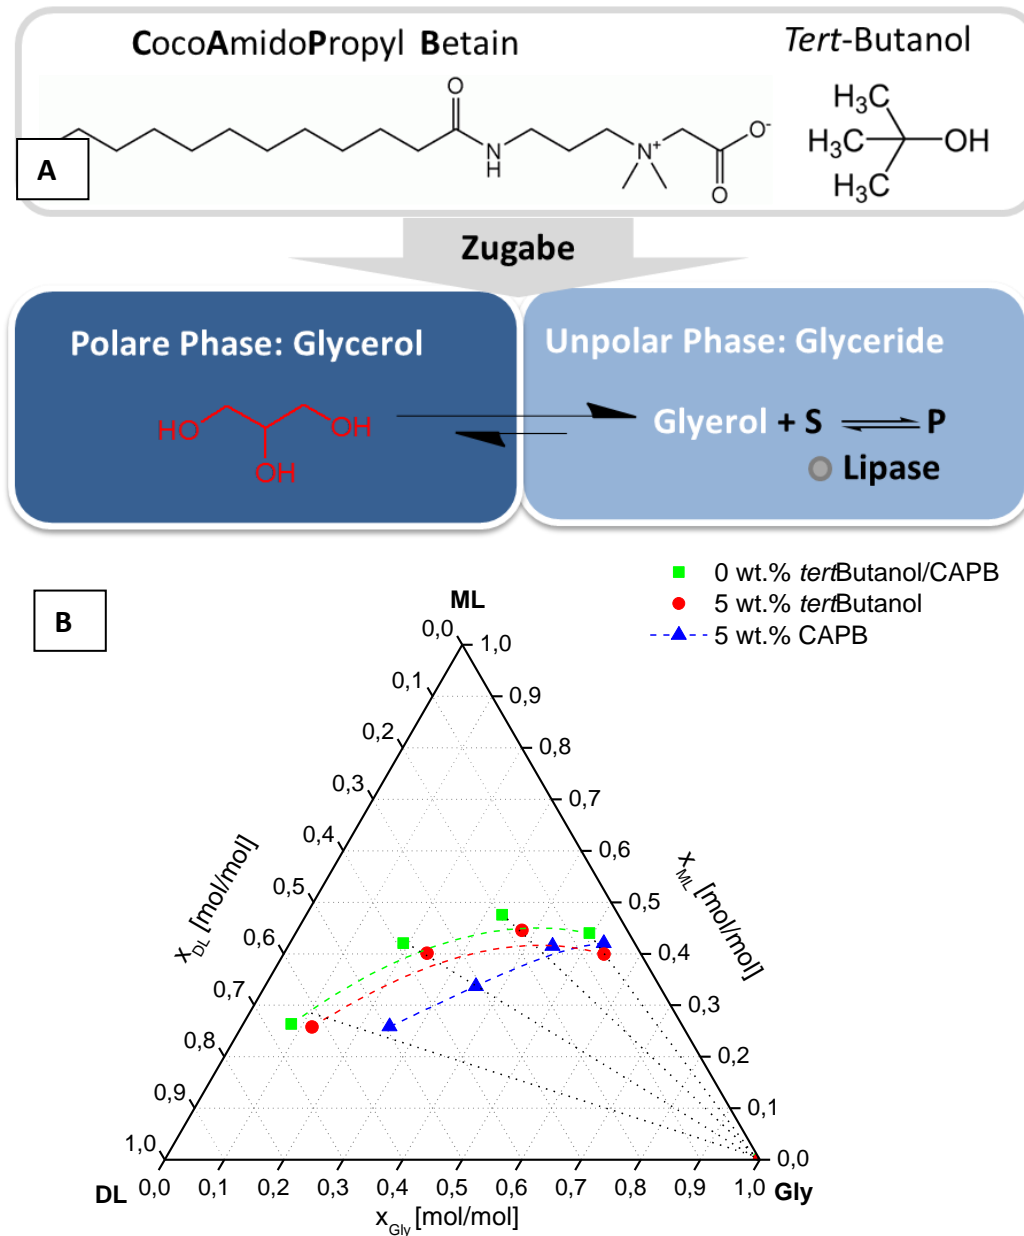 CocoAmidoPropyl Betain
Tert-Butanol
O
N
H
N+
O-
O
H3C
H3C
OH
H3C
A
Zugabe
Polare Phase: Glycerol
Unpolar Phase: Glyceride
HO
OH
OH
Glyerol + S
P
Lipase
B
0 wt.% tertButanol/CAPB
5 wt.% tertButanol
5 wt.% CAPB
ML
0,0
1,0
0,1
0,9
0,2
0,8
0,3
0,7
0,4
0,6
0,5
0,5
0,6
0,4
0,7
0,3
0,8
0,2
0,9
0,1
1,0
0,0
xDL [mol/mol]
xML [mol/mol]
DL
0,0 0,1 0,2 0,3 0,4 0,5 0,6 0,7 0,8 0,9 1,0
Gly
xGly [mol/mol]